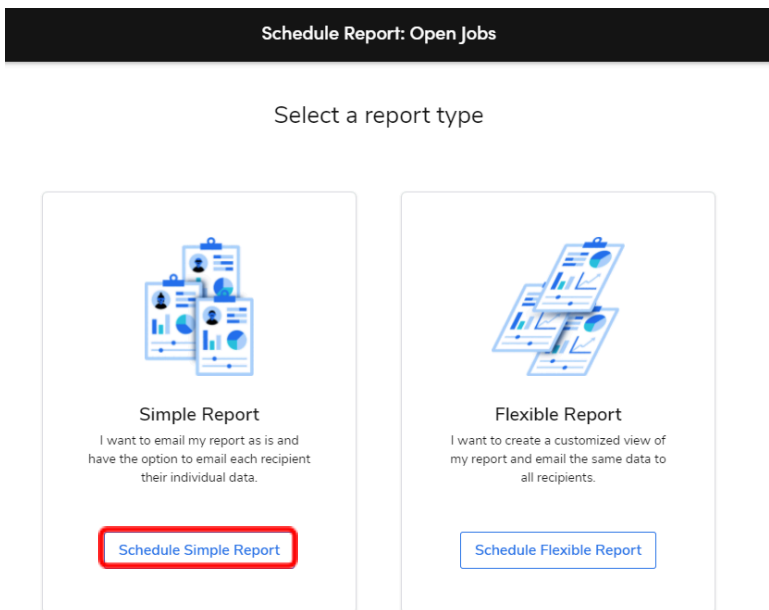 Schedule Report: Open Jobs
Select a report type
Simple Report
I want to email my report as is and
have the option to email each recipient
their individual data.
Schedule Simple Report
Flexible Report
I want to create a customized view of
my report and email the same data to
all recipients.
Schedule Flexible Report